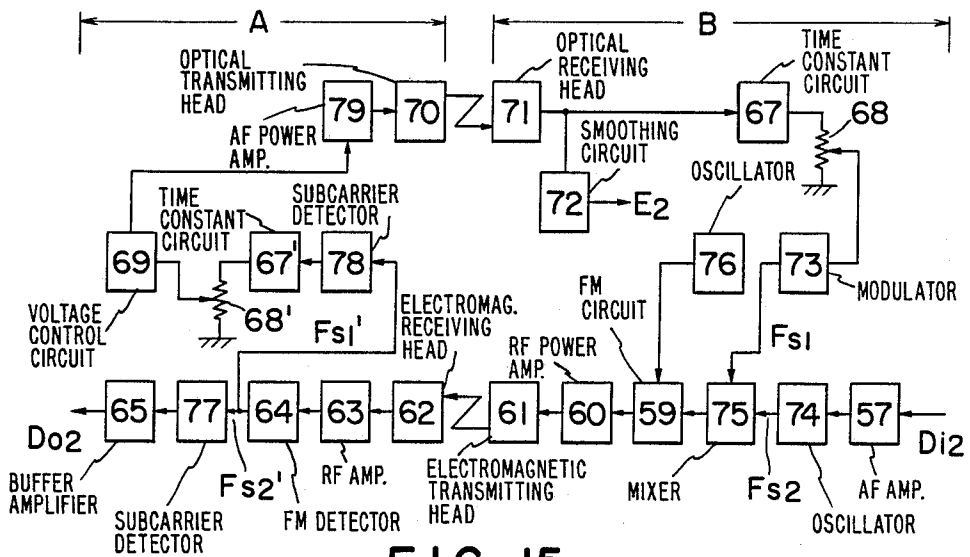 A
B
OPTICAL
TRANSMITTING
HEAD
OPTICAL
RECEIVING
HEAD
TIME
CONSTANT
CIRCUIT
79
70
71
67
68
AF POWER
AMP.
SMOOTHING
CIRCUIT
OSCILLATOR
72
E2
TIME
CONSTANT
CIRCUIT
SUBCARRIER
DETECTOR
69
67'
78
76
73
MODULATOR
VOLTAGE
CONTROL
CIRCUIT
68'
Fs1'
ELECTROMAG.
RECEIVING
HEAD
FM
CIRCUIT
RF POWER
AMP.
Fs1
65
77
64
63
62
61
60
59
75
74
57
Do2
Di2
BUFFER
AMPLIFIER
Fs2'
RF AMP.
ELECTROMAGNETIC
TRANSMITTING
HEAD
MIXER
Fs2
AF AMP.
SUBCARRIER
DETECTOR
FM DETECTOR
OSCILLATOR
FIG. 15